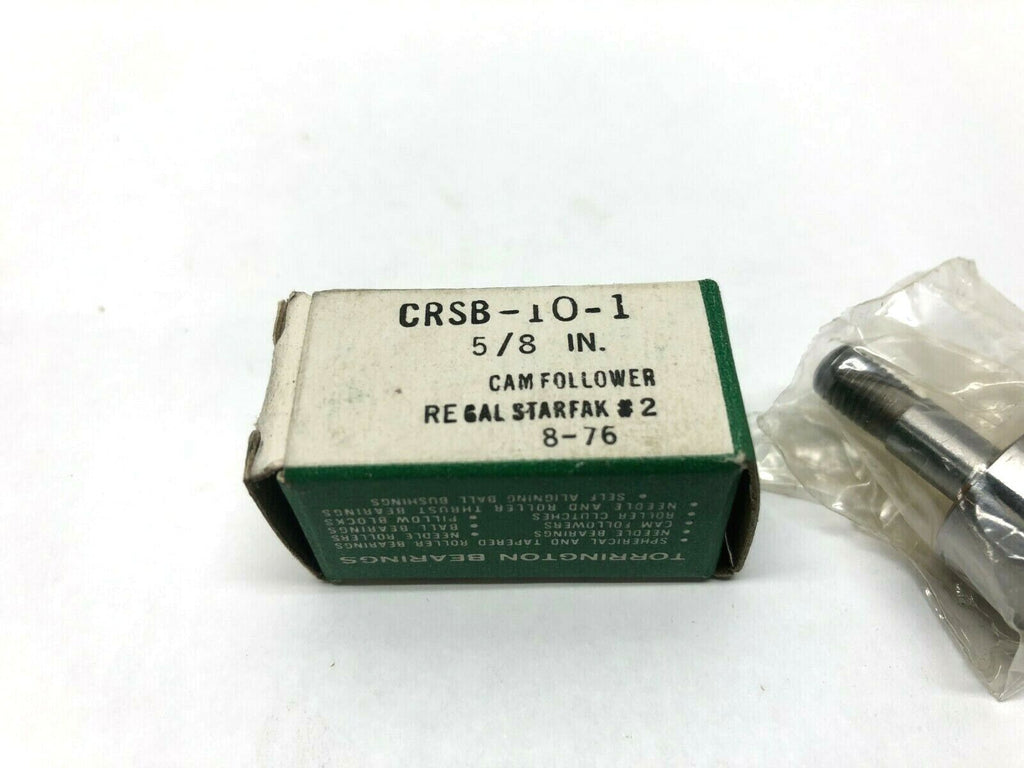 CRSB-10-1
5/8 IN.
CAM FOLLOWER
REGAL STARFAK #2
8-76
TORRINGTON BEARINGS
• SPHERICAL AND TAPERED ROLLER BEARINGS
• NEEDLE BEARINGS • NEEDLE ROLLERS
• CAM FOLLOWERS • BALL BEARINGS
• ROLLER CLUTCHES • PILLOW BLOCKS
• NEEDLE AND ROLLER THRUST BEARINGS
• SELF ALIGNING BALL BUSHINGS